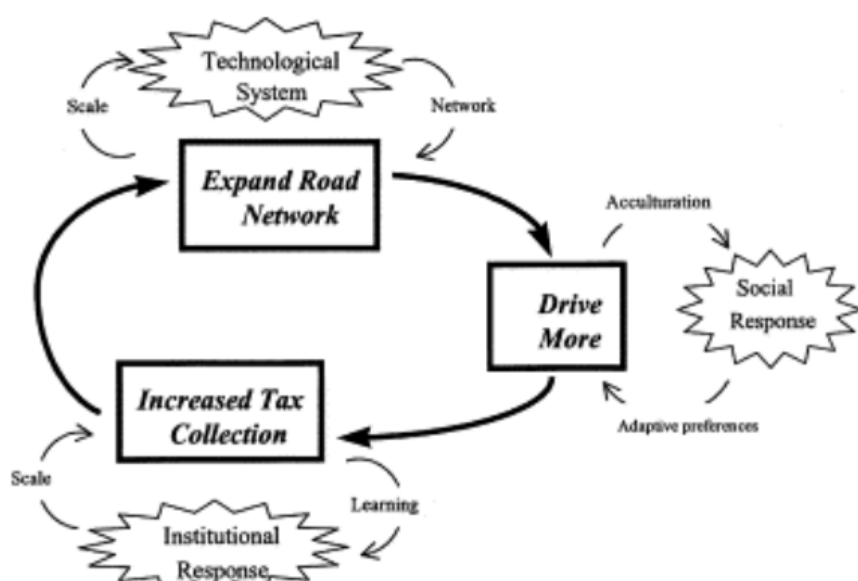 Technological
System
Scale
Network
Expand Road
Network
Acculturation
Drive
More
Social
Response
Increased Tax
Collection
Adaptive preferences
Scale
Learning
Institutional
Response